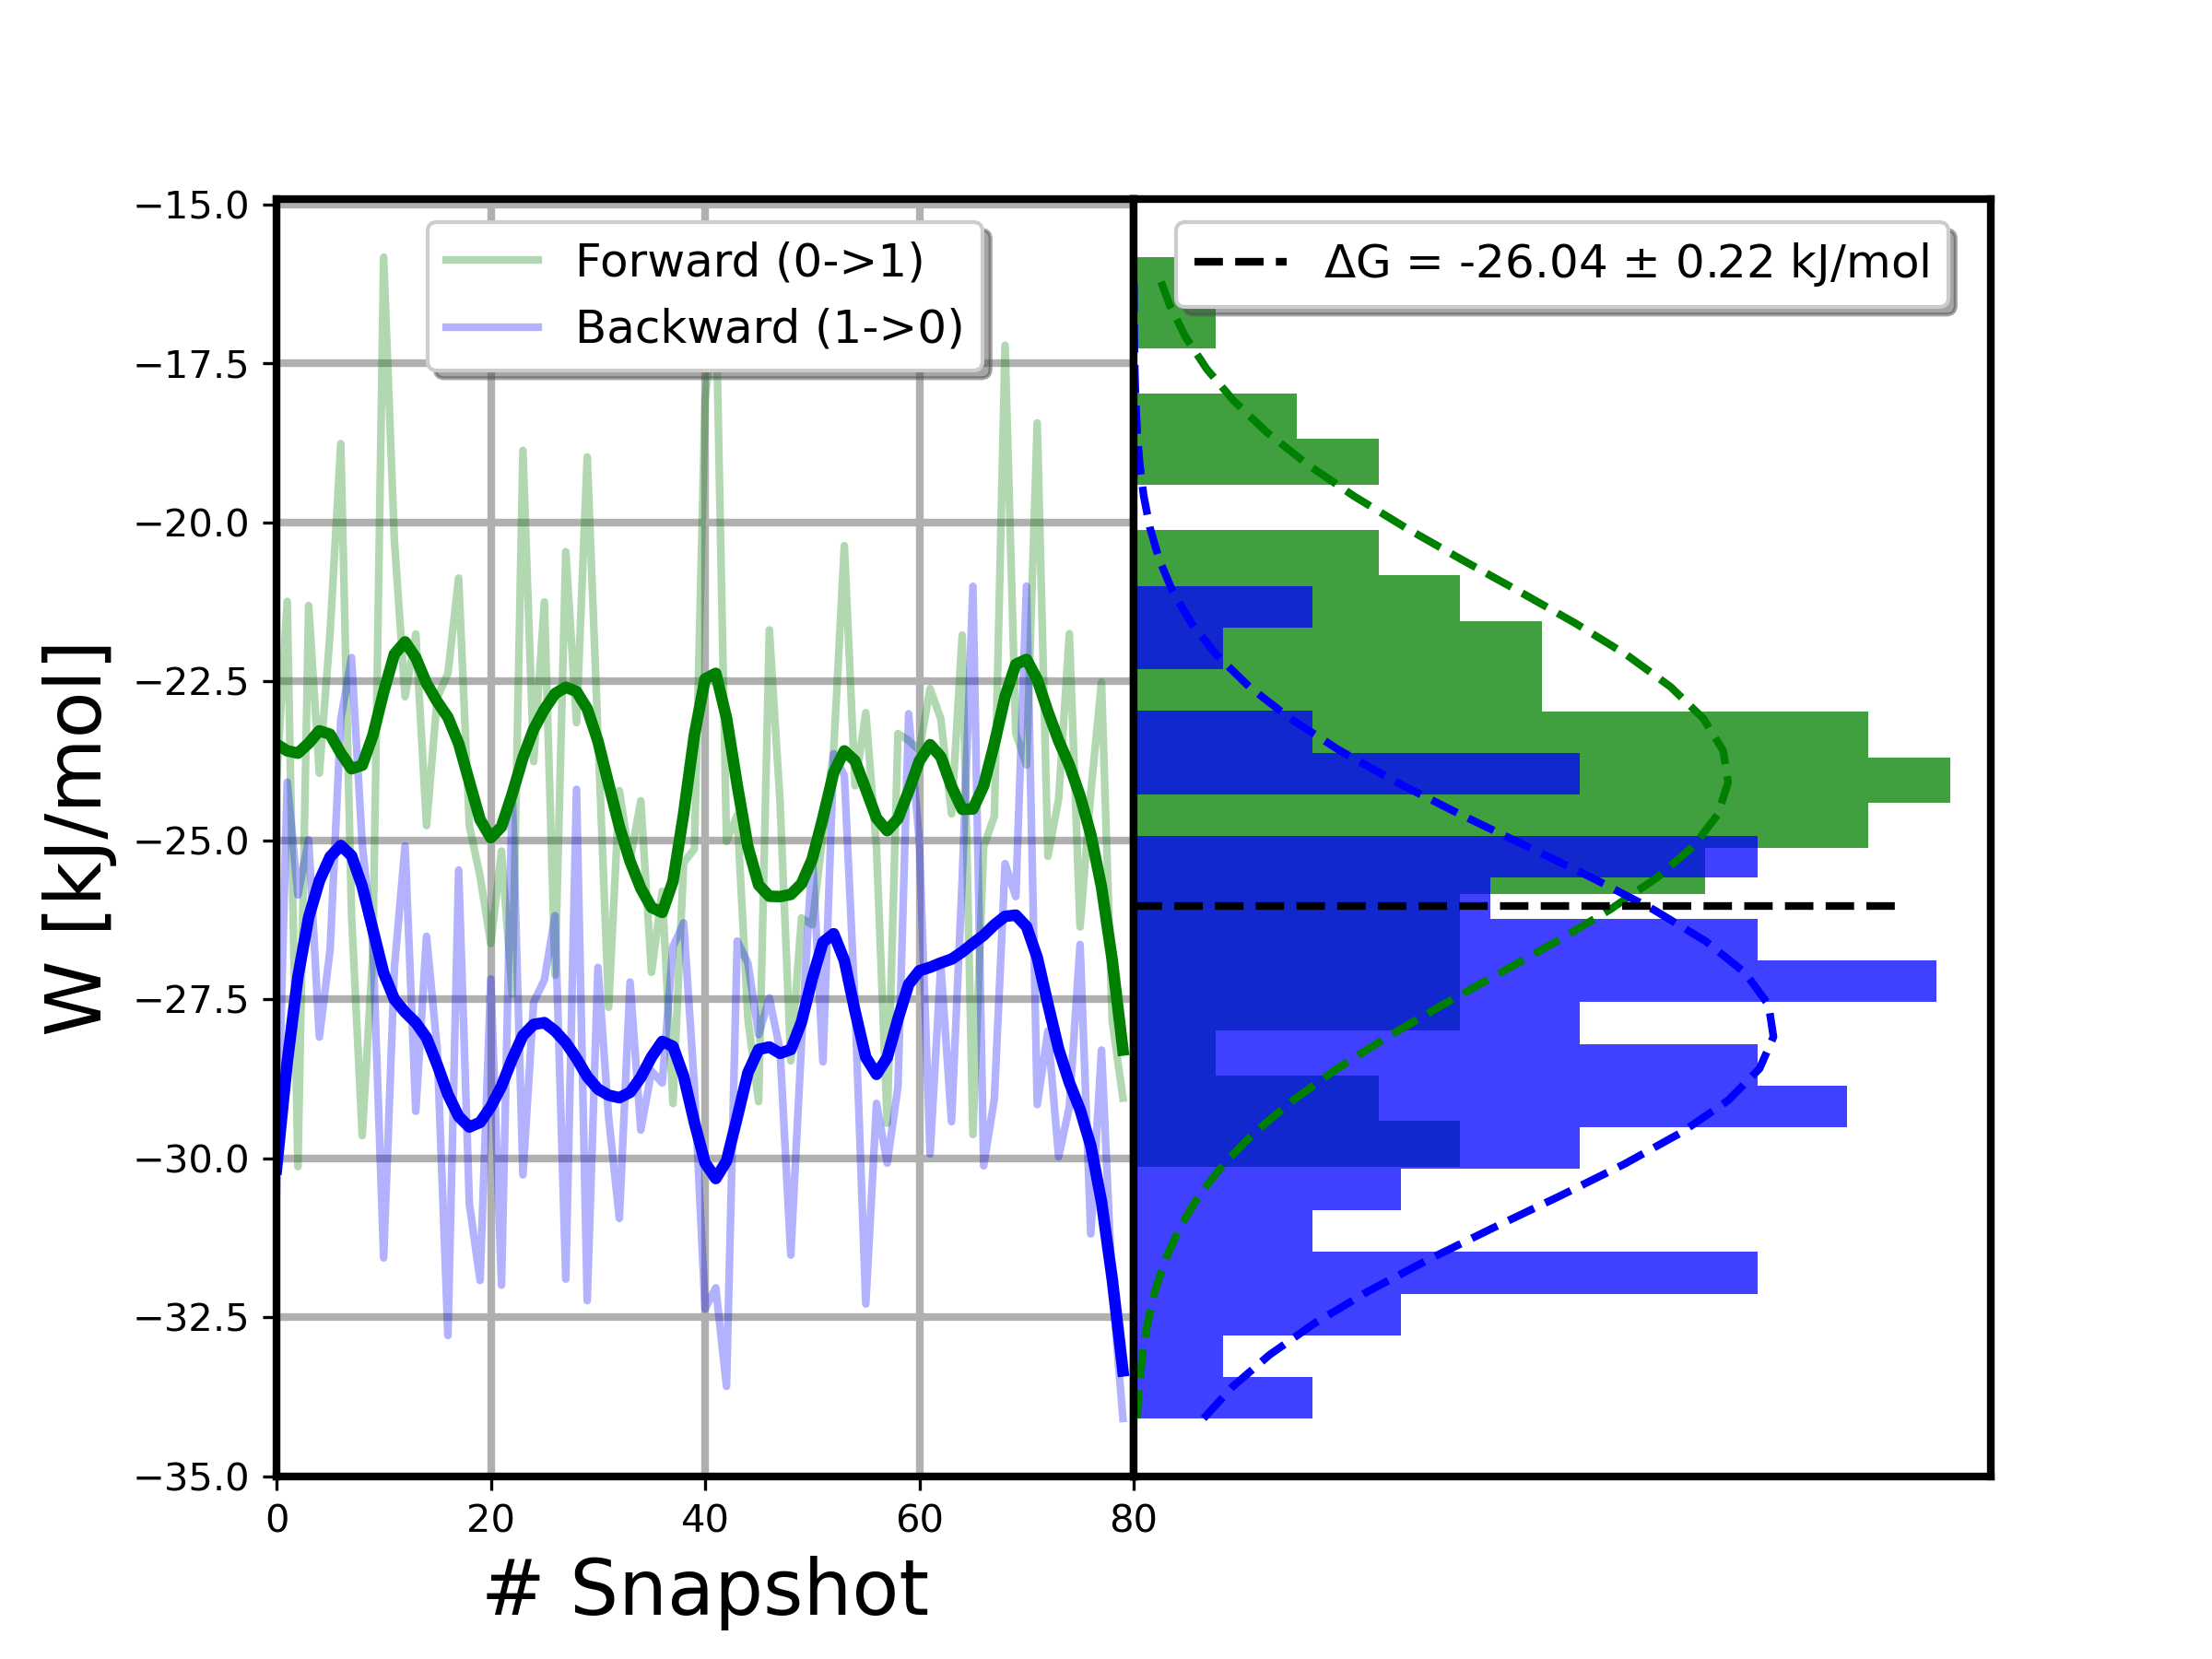 Forward (0->1)
Backward (1->0)
ΔG = -26.04 ± 0.22 kJ/mol
W [kJ/mol]
−15.0
−17.5
−20.0
−22.5
−25.0
−27.5
−30.0
−32.5
−35.0
0 20 40 60 80
# Snapshot